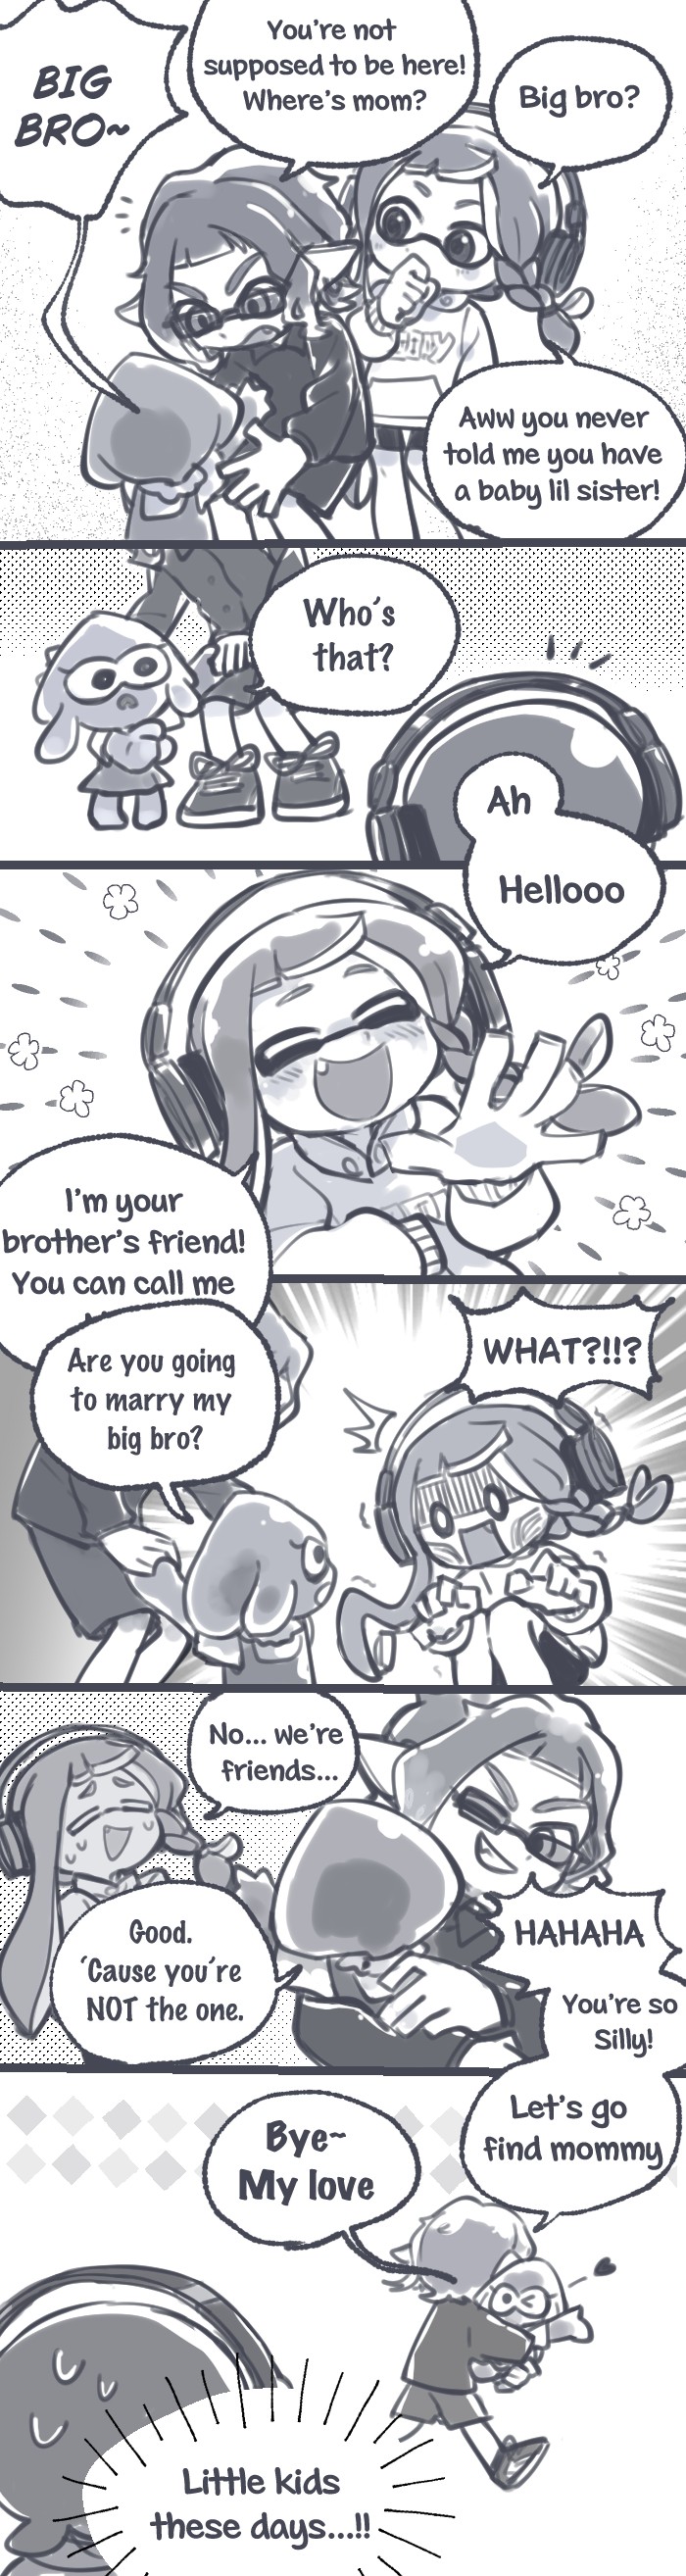 BIG
BRO~
You're not
supposed to be here!
Where's mom?
Big bro?
Aww you never
told me you have
a baby lil sister!
Who's
that?
Ah
Hellooo
I'm your
brother's friend!
You can call me
Are you going
to marry my
big bro?
WHAT?!!?
No... we're
friends...
Good.
'Cause you're
NOT the one.
HAHAHA
You're so
Silly!
Let's go
find mommy
Bye~
My love
Little kids
these days...!!